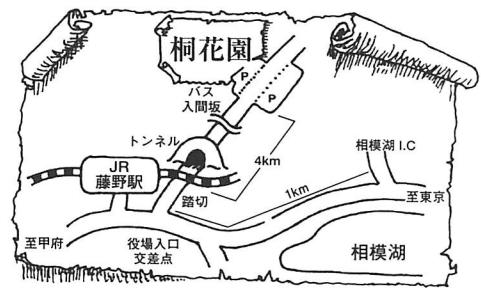 桐花園
P
P
バス
入間坂
トンネル
4km
相模湖 I.C
JR
藤野駅
1km
至東京
踏切
至甲府
役場入口
交差点
相模湖